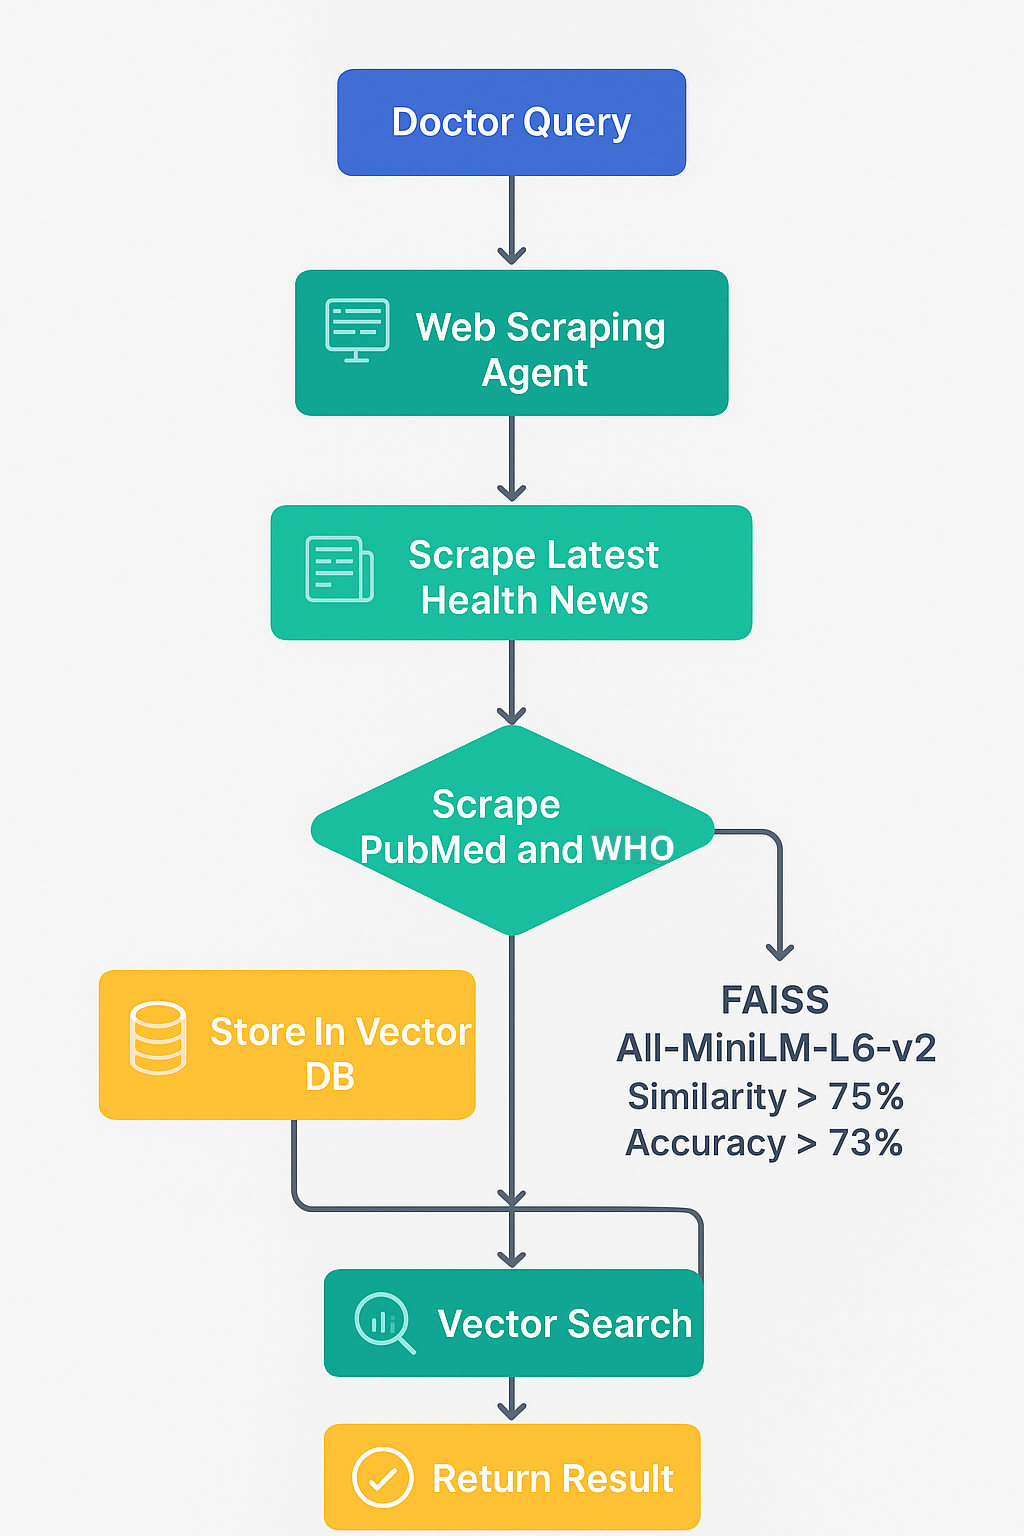 Doctor Query
Web Scraping
Agent
Scrape Latest
Health News
Scrape
PubMed and WHO
Store In Vector
DB
FAISS
All-MiniLM-L6-v2
Similarity > 75%
Accuracy > 73%
Vector Search
Return Result